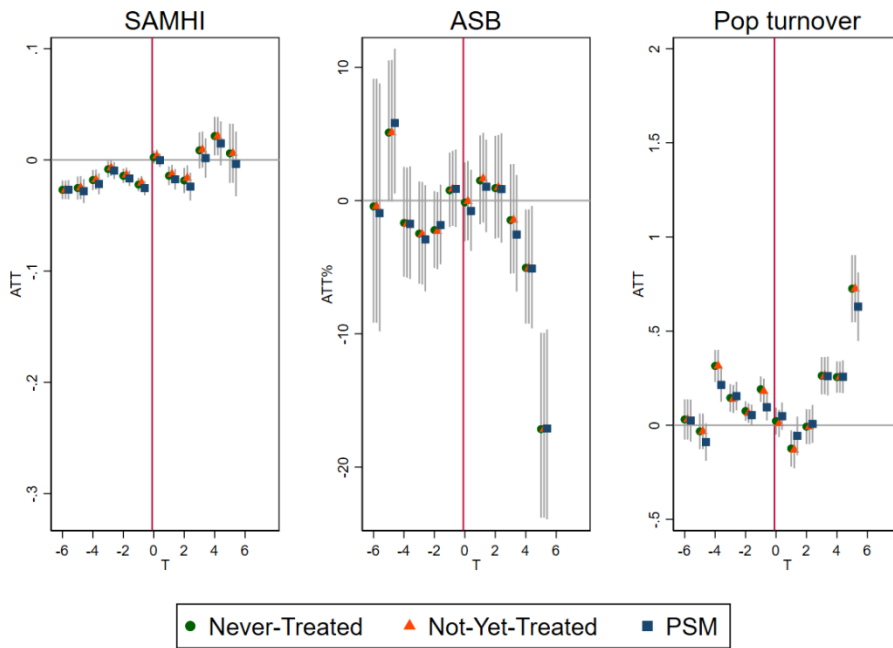 SAMHI
ASB
Pop turnover
.1
0
-.1
-.2
-.3
ATT
-6 -4 -2 0 2 4 6
T
10
0
-10
-20
ATT%
-6 -4 -2 0 2 4 6
T
2
1.5
1
.5
0
-.5
ATT
-6 -4 -2 0 2 4 6
T
Never-Treated
Not-Yet-Treated
PSM